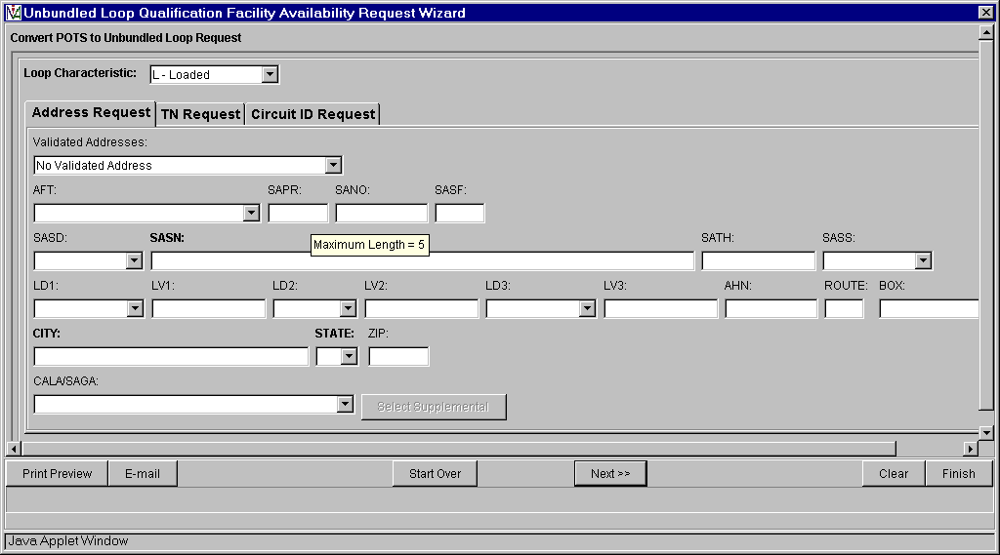 Unbundled Loop Qualification Facility Availability Request Wizard
Convert POTS to Unbundled Loop Request
Loop Characteristic: L - Loaded
Address Request TN Request Circuit ID Request
Validated Addresses:
No Validated Address
AFT: SAPR: SANO: SASF:
SASD: SASN: Maximum Length = 5 SATH: SASS:
LD1: LV1: LD2: LV2: LD3: LV3: AHN: ROUTE: BOX:
CITY: STATE: ZIP:
CALA/SAGA:
Select Supplemental
Print Preview E-mail Start Over Next >> Clear Finish
Java Applet Window